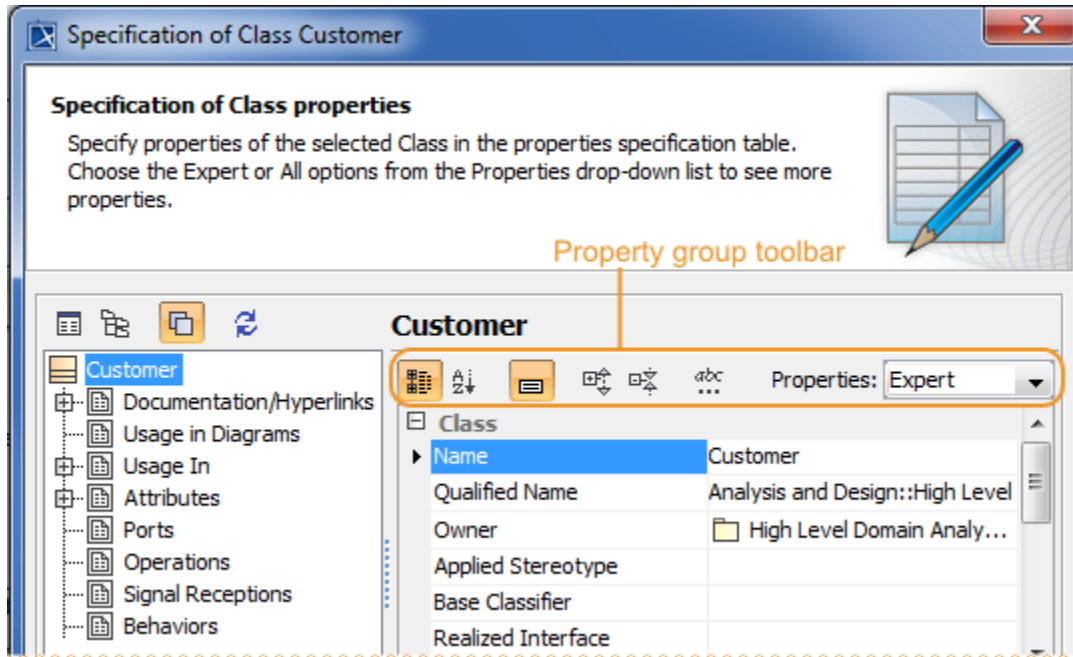 Specification of Class Customer
Specification of Class properties
Specify properties of the selected Class in the properties specification table.
Choose the Expert or All options from the Properties drop-down list to see more
properties.
Property group toolbar
Customer
Properties: Expert
Customer
Documentation/Hyperlinks
Usage in Diagrams
Usage In
Attributes
Ports
Operations
Signal Receptions
Behaviors
Class
Name Customer
Qualified Name Analysis and Design::High Level
Owner High Level Domain Analy...
Applied Stereotype
Base Classifier
Realized Interface